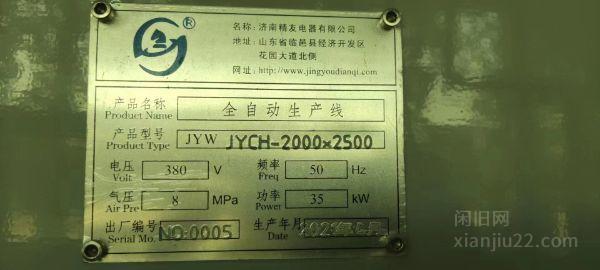 ®
名称:济南精友电器有限公司
地址:山东省临邑县经济开发区
花园大道北侧
网址:http://www.jingyoudianqi.com
产品名称 全自动生产线
Product Name
产品型号 JYW JYCH-2000×2500
Product Type
电压 380 V 频率 50 Hz
Volt Freq
气压 8 MPa 功率 35 kW
Air Pre Power
出厂编号 NO:0005 生产年月
Serial Mo. Date
闲旧网
xianjiu22.com